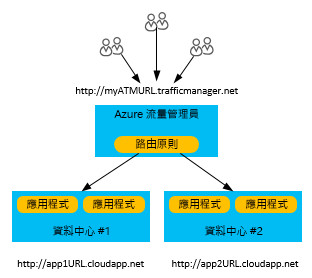 http://myATMURL.trafficmanager.net
Azure 流量管理員
路由原則
應用程式 應用程式 應用程式 應用程式
資料中心 #1 資料中心 #2
http://app1URL.cloudapp.net http://app2URL.cloudapp.net